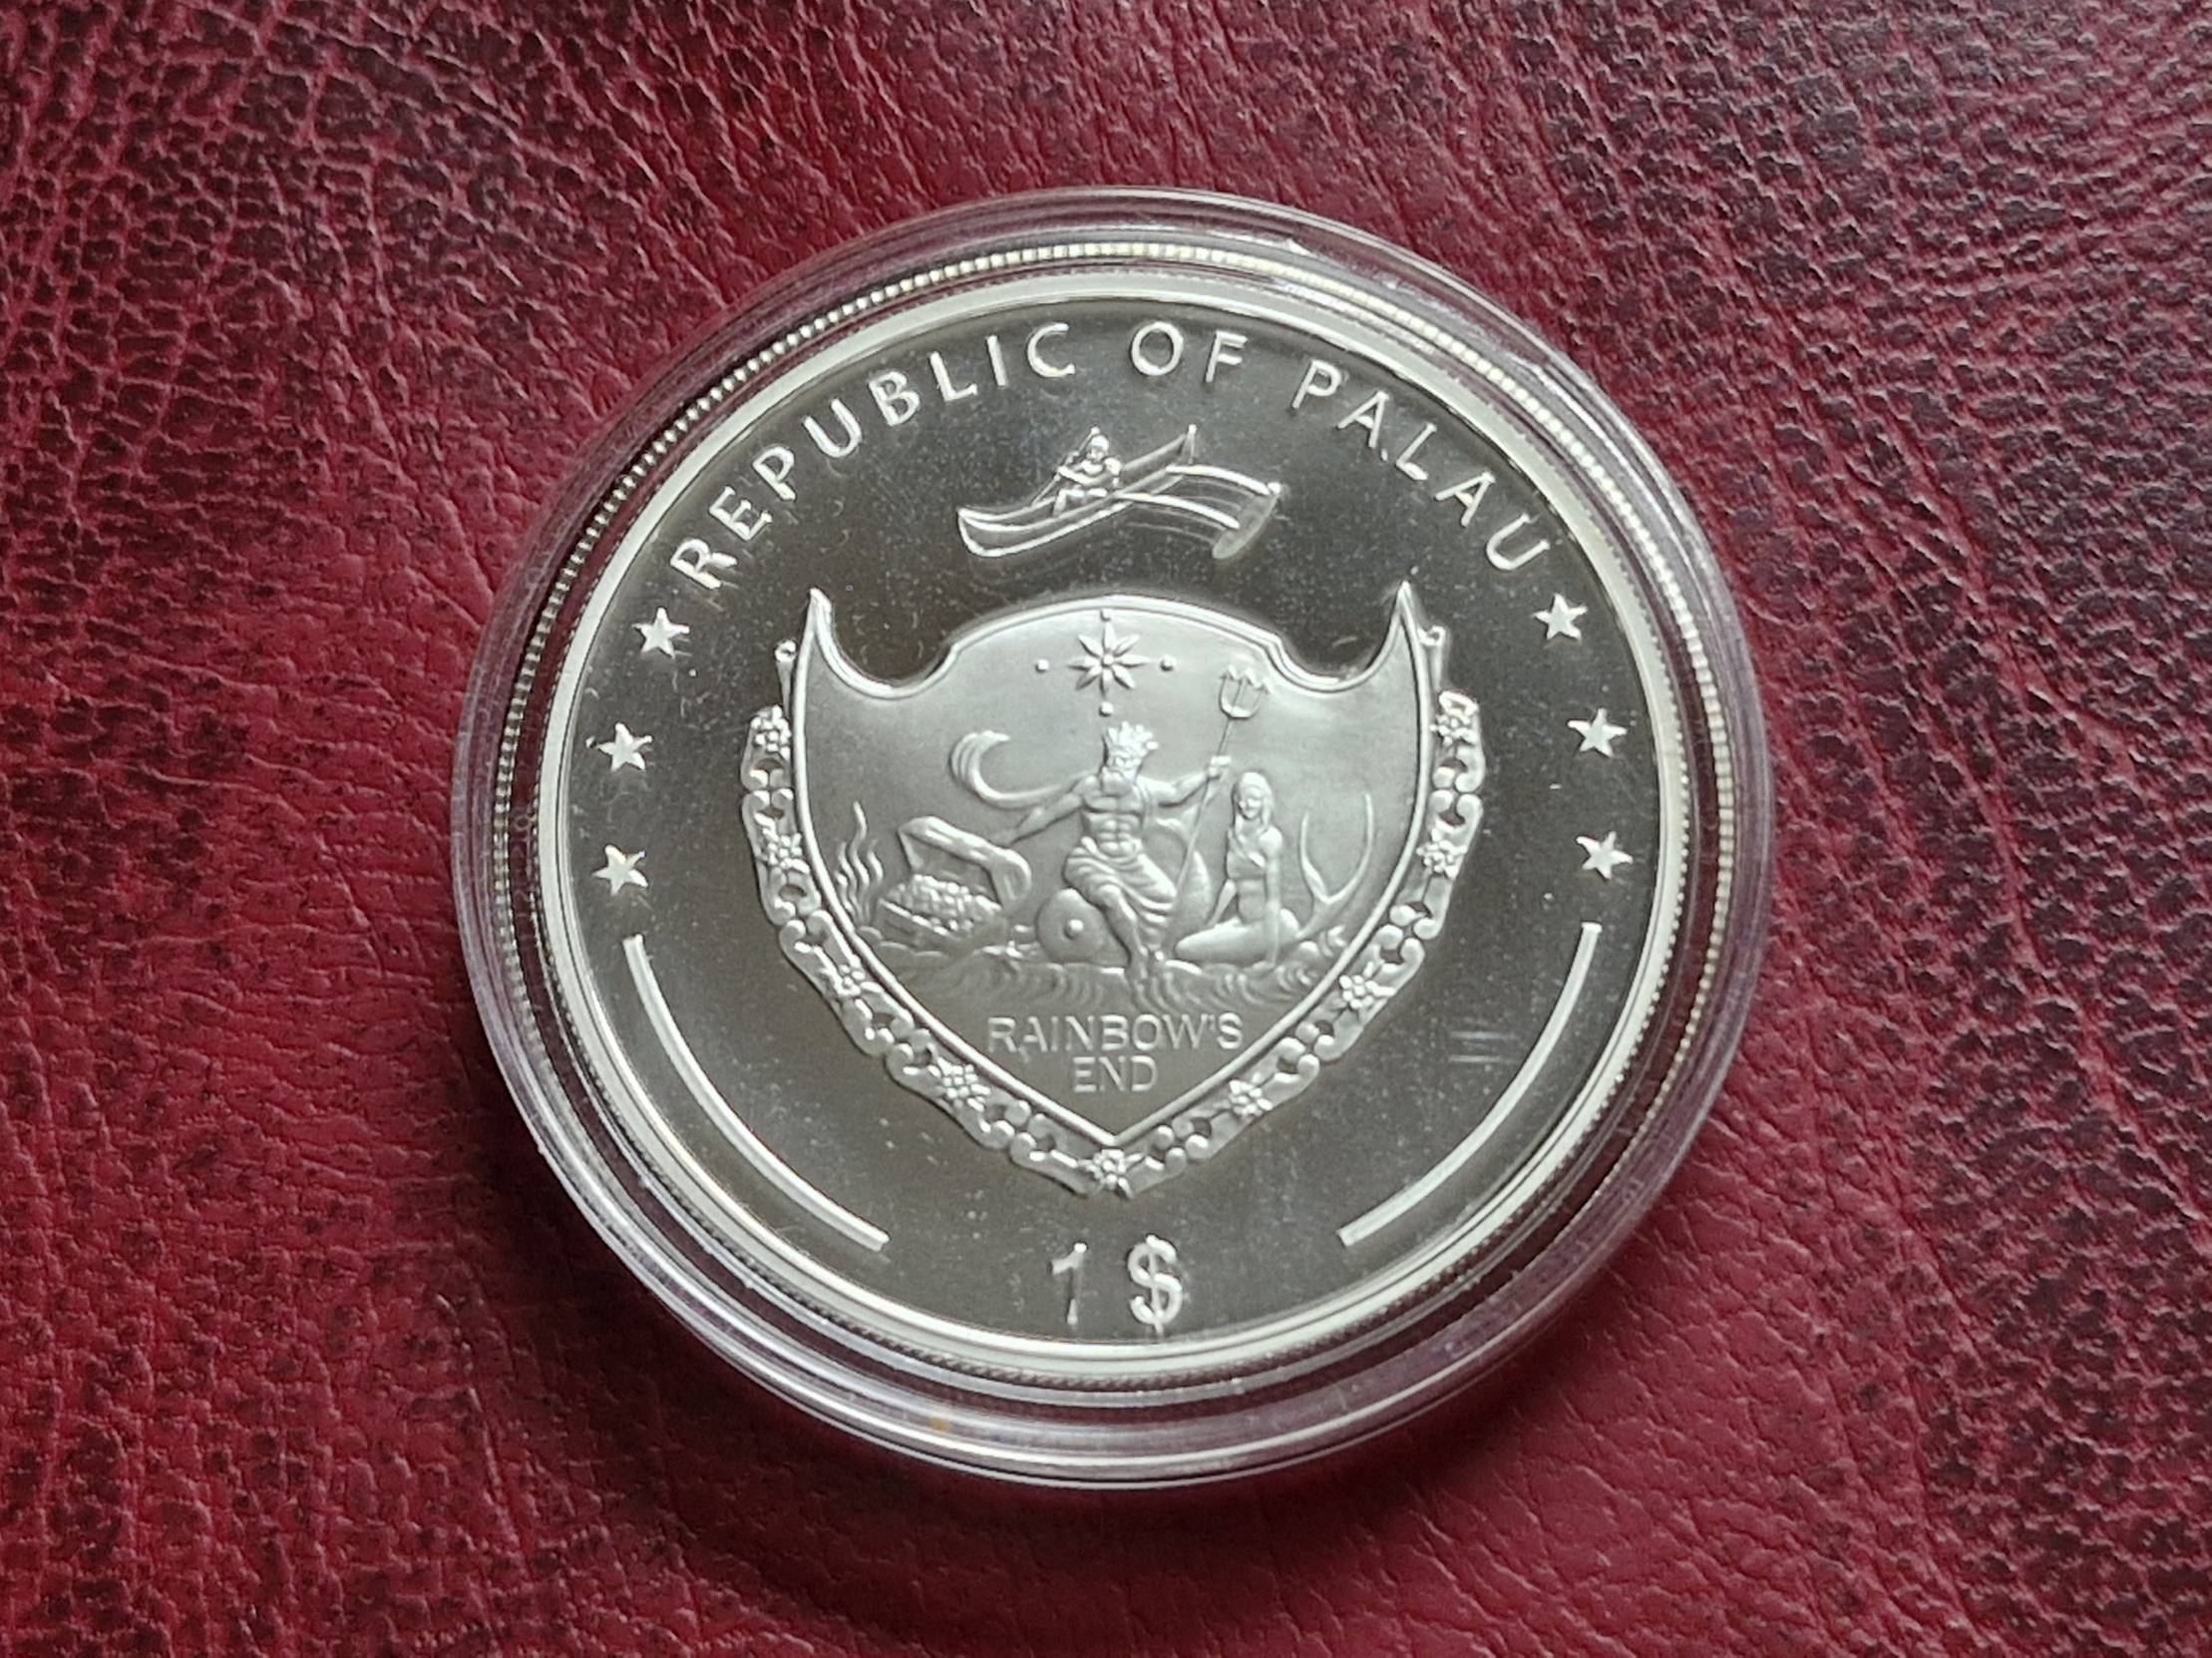 REPUBLIC OF PALAU
RAINBOW'S
END
1 $